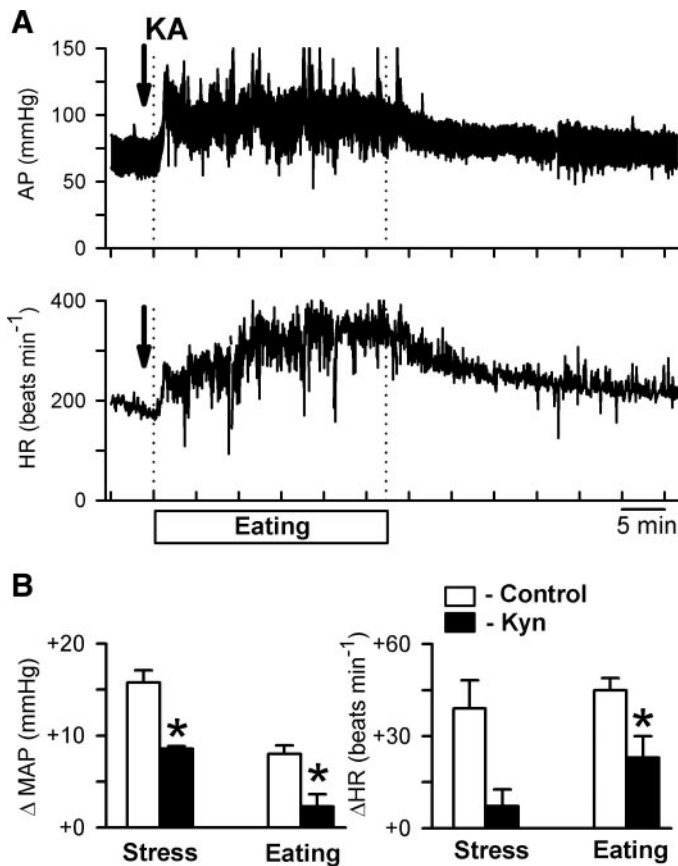 A
KA
150
100
50
0
AP (mmHg)
400
200
0
HR (beats min⁻¹)
Eating
5 min
B
- Control
- Kyn
+20
+10
+0
Δ MAP (mmHg)
*
*
Stress
Eating
+60
+30
+0
ΔHR (beats min⁻¹)
*
Stress
Eating